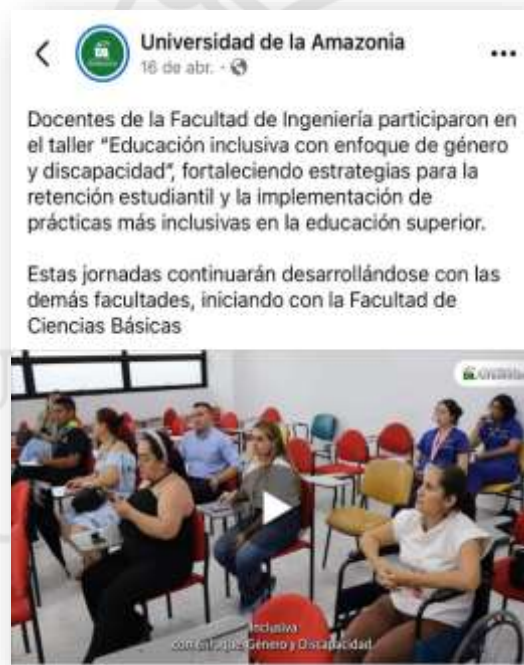 Universidad de la Amazonia
16 de abr. ·
Docentes de la Facultad de Ingeniería participaron en
el taller “Educación inclusiva con enfoque de género
y discapacidad”, fortaleciendo estrategias para la
retención estudiantil y la implementación de
prácticas más inclusivas en la educación superior.
Estas jornadas continuarán desarrollándose con las
demás facultades, iniciando con la Facultad de
Ciencias Básicas
Inclusiva
con enfoque Género y Discapacidad